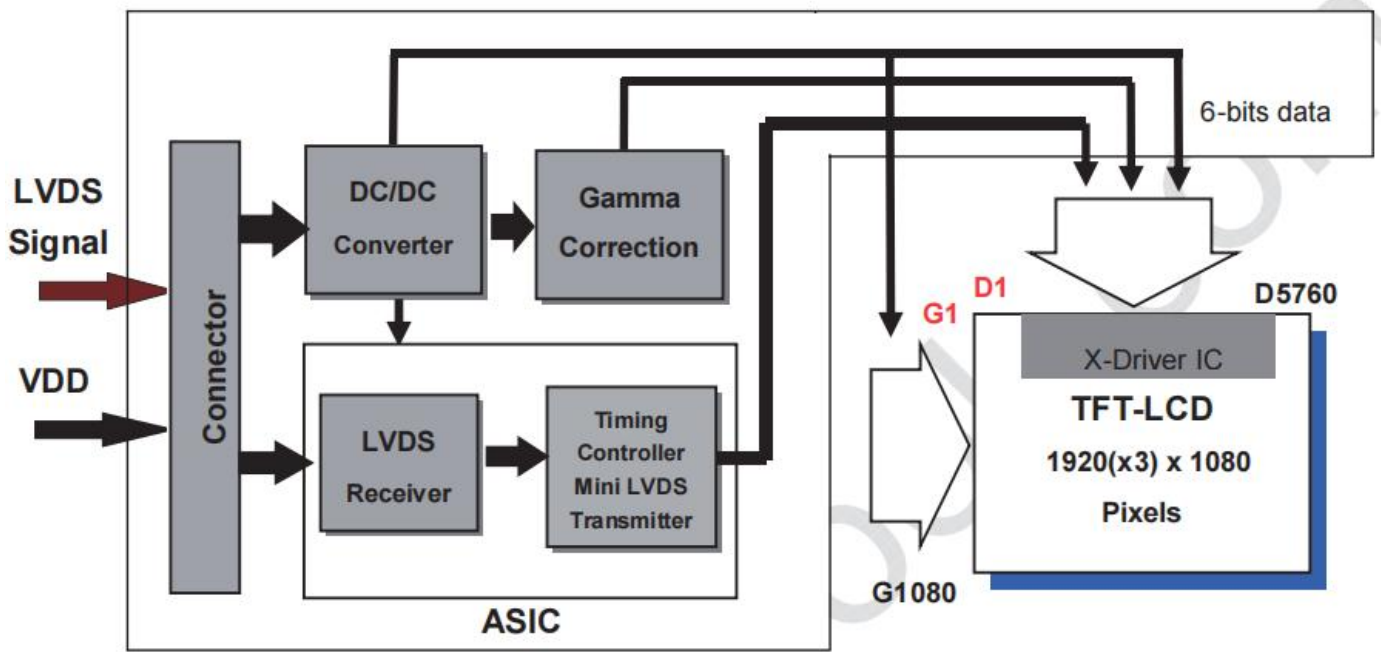 6-bits data
LVDS
Signal
VDD
Connector
DC/DC
Converter
Gamma
Correction
LVDS
Receiver
Timing
Controller
Mini LVDS
Transmitter
ASIC
G1
D1
D5760
X-Driver IC
TFT-LCD
1920(x3) x 1080
Pixels
G1080